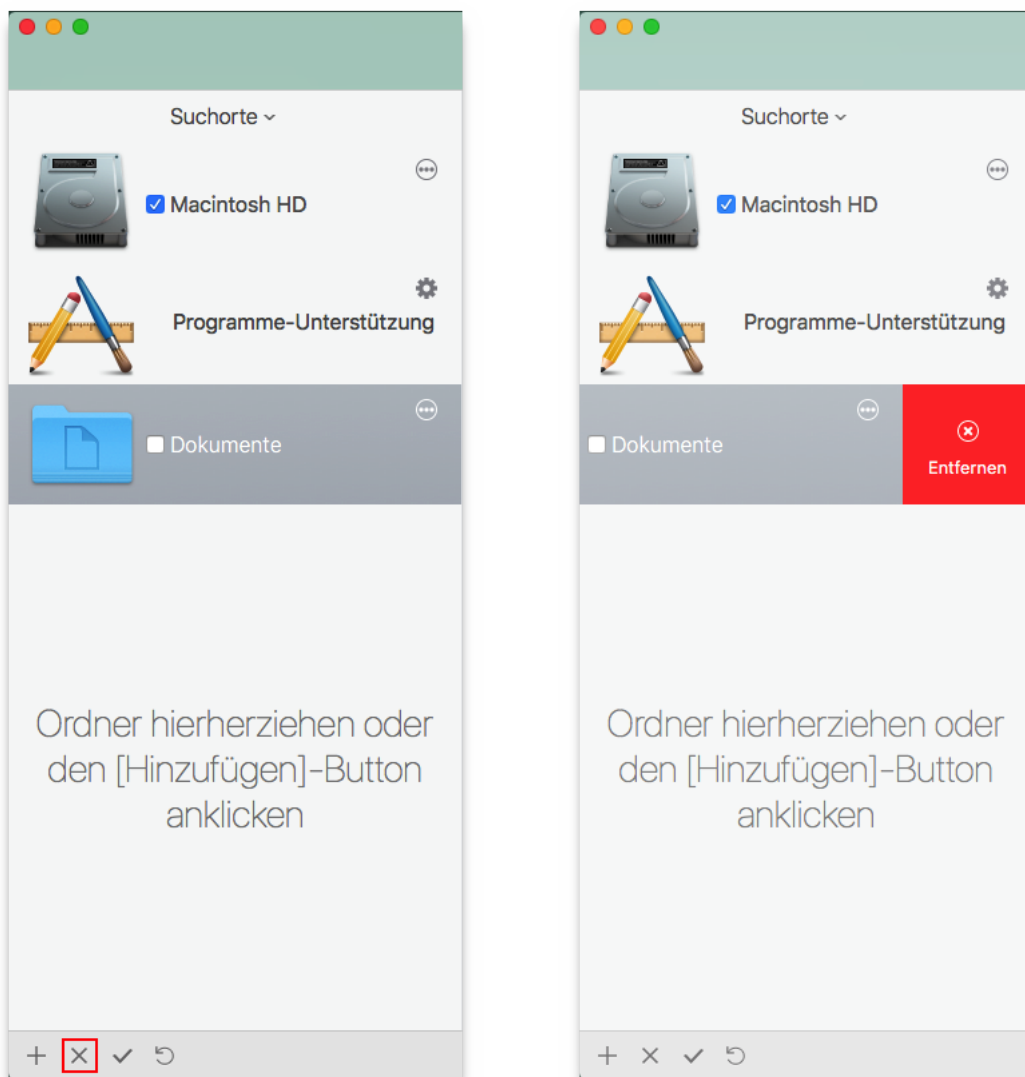 Suchorte
Macintosh HD
Programme-Unterstützung
Dokumente
Ordner hierherziehen oder
den [Hinzufügen]-Button
anklicken
Suchorte
Macintosh HD
Programme-Unterstützung
Dokumente
Entfernen
Ordner hierherziehen oder
den [Hinzufügen]-Button
anklicken